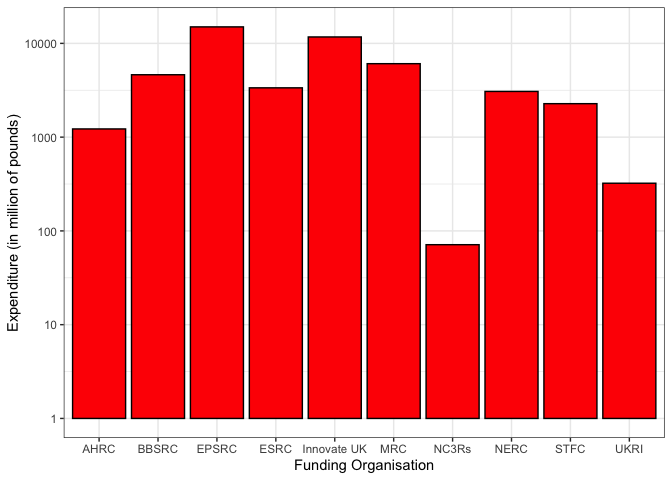 Expenditure (in million of pounds)
10000
1000
100
10
1
AHRC BBSRC EPSRC ESRC Innovate UK MRC NC3Rs NERC STFC UKRI
Funding Organisation